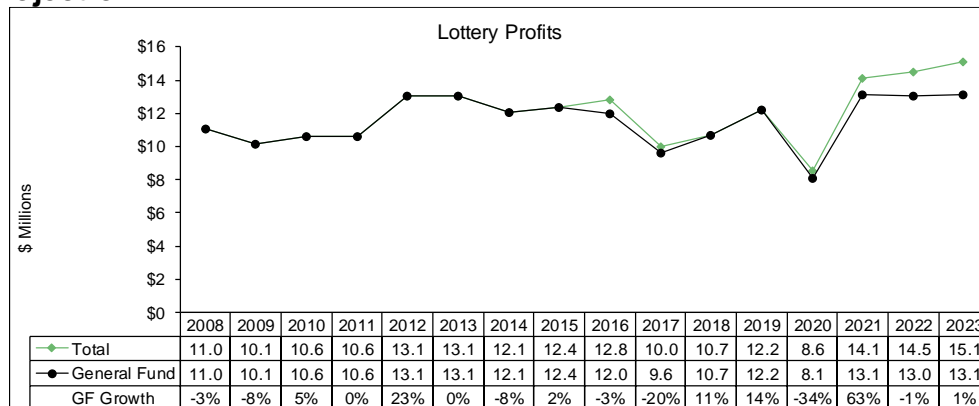 Lottery Profits
$16
$14
$12
$10
$8
$6
$4
$2
$0
$ Millions
2008 2009 2010 2011 2012 2013 2014 2015 2016 2017 2018 2019 2020 2021 2022 2023
Total 11.0 10.1 10.6 10.6 13.1 13.1 12.1 12.4 12.8 10.0 10.7 12.2 8.6 14.1 14.5 15.1
General Fund 11.0 10.1 10.6 10.6 13.1 13.1 12.1 12.4 12.0 9.6 10.7 12.2 8.1 13.1 13.0 13.1
GF Growth -3% -8% 5% 0% 23% 0% -8% 2% -3% -20% 11% 14% -34% 63% -1% 1%